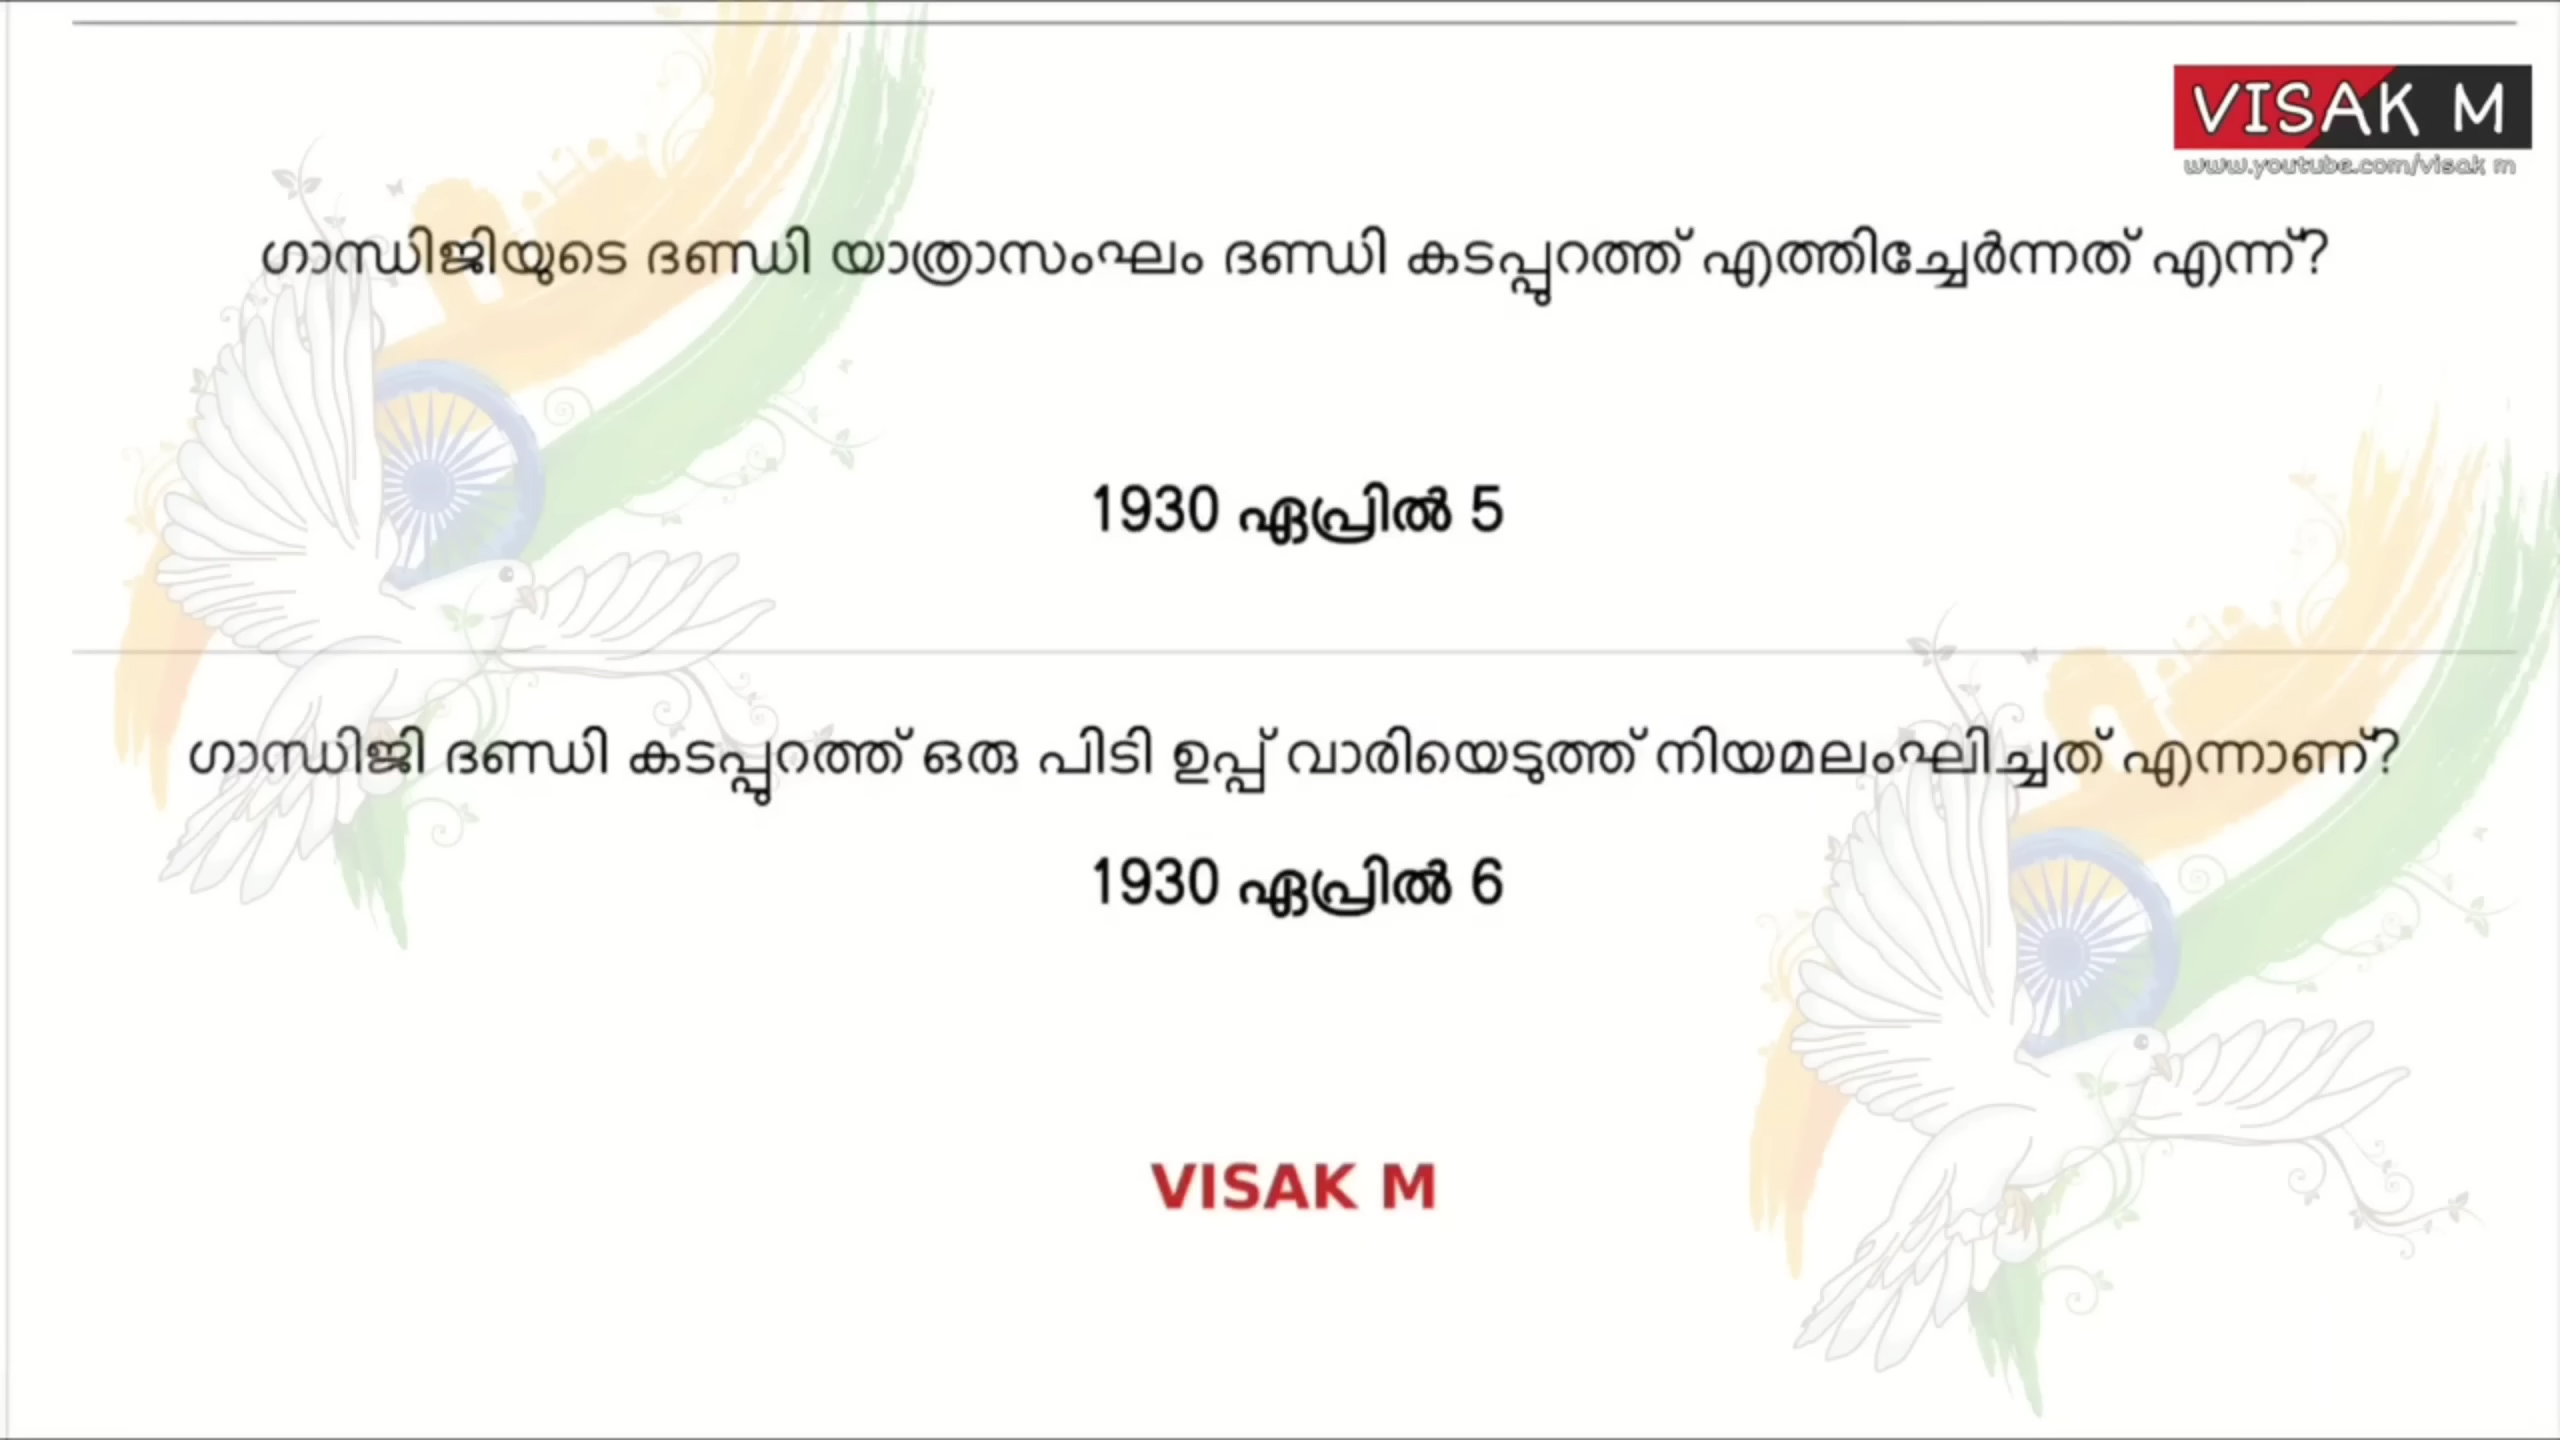 VISAK M
www.youtube.com/visak m
ഗാന്ധിജിയുടെ ദണ്ഡി യാത്രാസംഘം ദണ്ഡി കടപ്പുറത്ത് എത്തിച്ചേർന്നത് എന്ന്?
1930 ഏപ്രിൽ 5
ഗാന്ധിജി ദണ്ഡി കടപ്പുറത്ത് ഒരു പിടി ഉപ്പ് വാരിയെടുത്ത് നിയമലംഘിച്ചത് എന്നാണ്?
1930 ഏപ്രിൽ 6
VISAK M